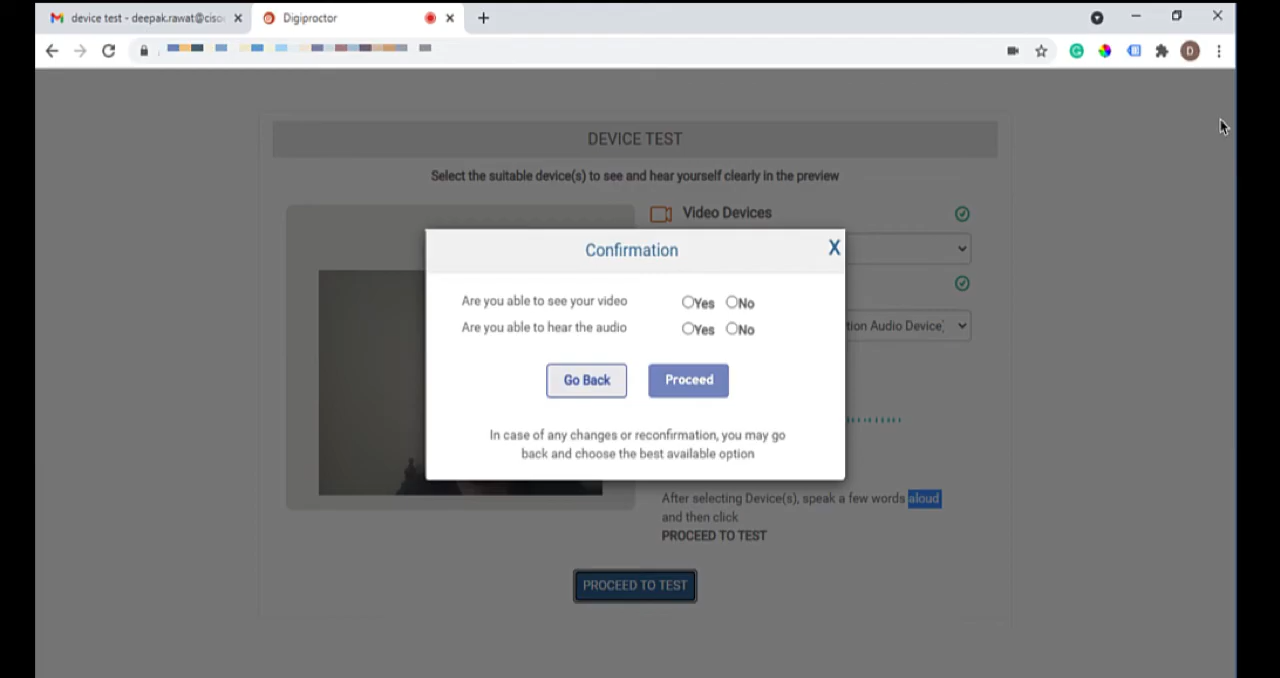 device test - deepak.rawat@cisc
Digiproctor
D
DEVICE TEST
Select the suitable device(s) to see and hear yourself clearly in the preview
Video Devices
Confirmation
X
Are you able to see your video Yes No
Are you able to hear the audio Yes No
tion Audio Device)
Go Back Proceed
In case of any changes or reconfirmation, you may go
back and choose the best available option
After selecting Device(s), speak a few words aloud
and then click
PROCEED TO TEST
PROCEED TO TEST